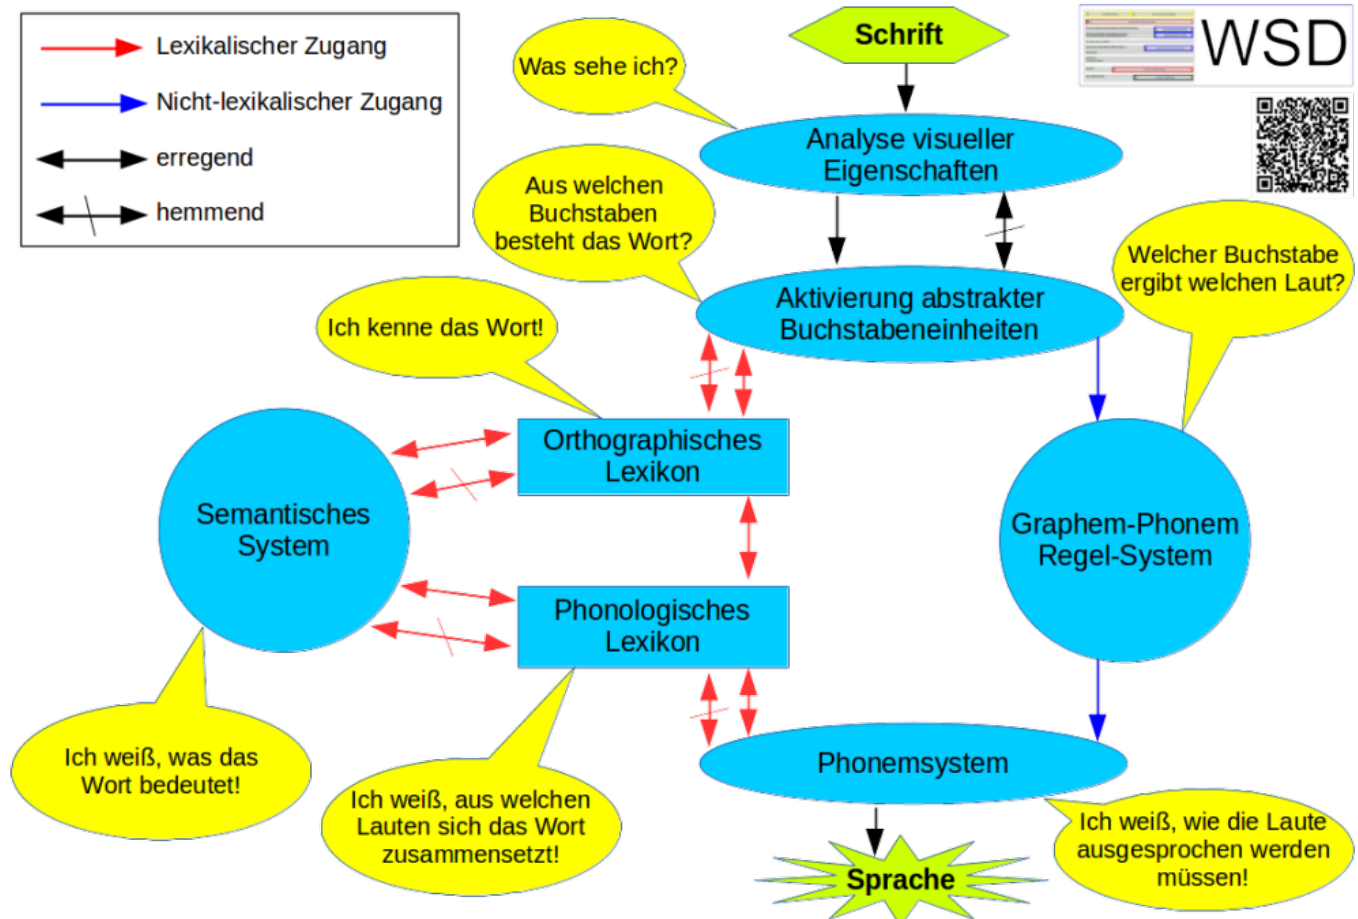 Lexikalischer Zugang
Nicht-lexikalischer Zugang
erregend
hemmend
Schrift
WSD
Was sehe ich?
Analyse visueller
Eigenschaften
Aus welchen
Buchstaben
besteht das Wort?
Welcher Buchstabe
ergibt welchen Laut?
Aktivierung abstrakter
Buchstabeneinheiten
Ich kenne das Wort!
Orthographisches
Lexikon
Semantisches
System
Graphem-Phonem
Regel-System
Phonologisches
Lexikon
Ich weiß, was das
Wort bedeutet!
Ich weiß, aus welchen
Lauten sich das Wort
zusammensetzt!
Phonemsystem
Ich weiß, wie die Laute
ausgesprochen werden
müssen!
Sprache